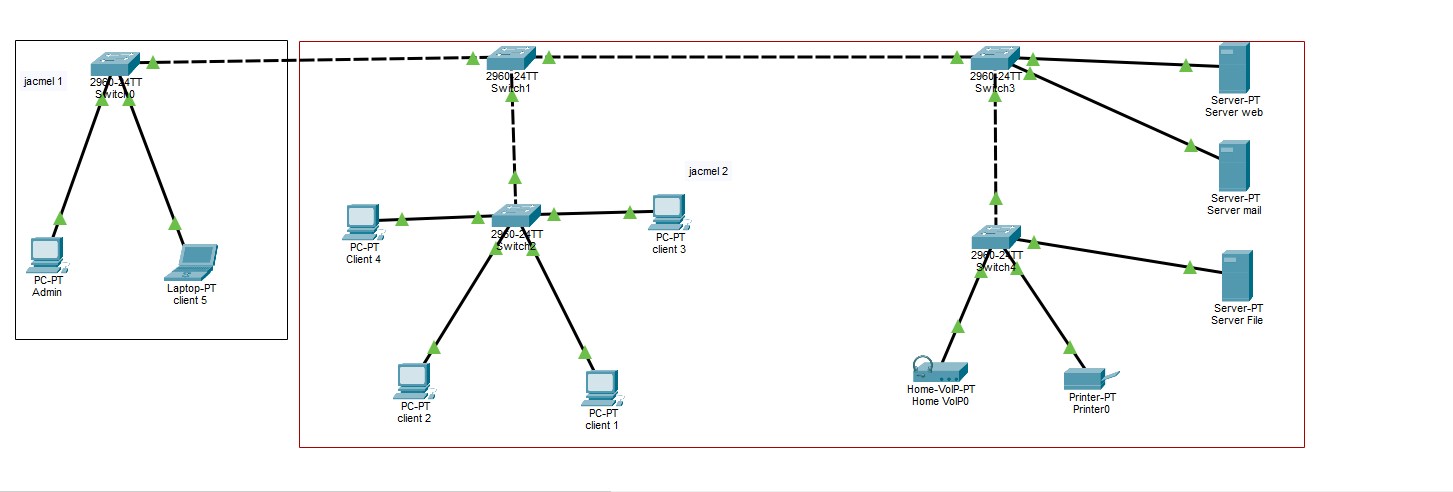 jacmel 1
2960-24TT
Switch0
PC-PT
Admin
Laptop-PT
client 5
2960-24TT
Switch1
jacmel 2
2960-24TT
Switch2
PC-PT
Client 4
PC-PT
client 3
PC-PT
client 2
PC-PT
client 1
2960-24TT
Switch3
Server-PT
Server web
Server-PT
Server mail
2960-24TT
Switch4
Server-PT
Server File
Home-VoIP-PT
Home VoIP0
Printer-PT
Printer0